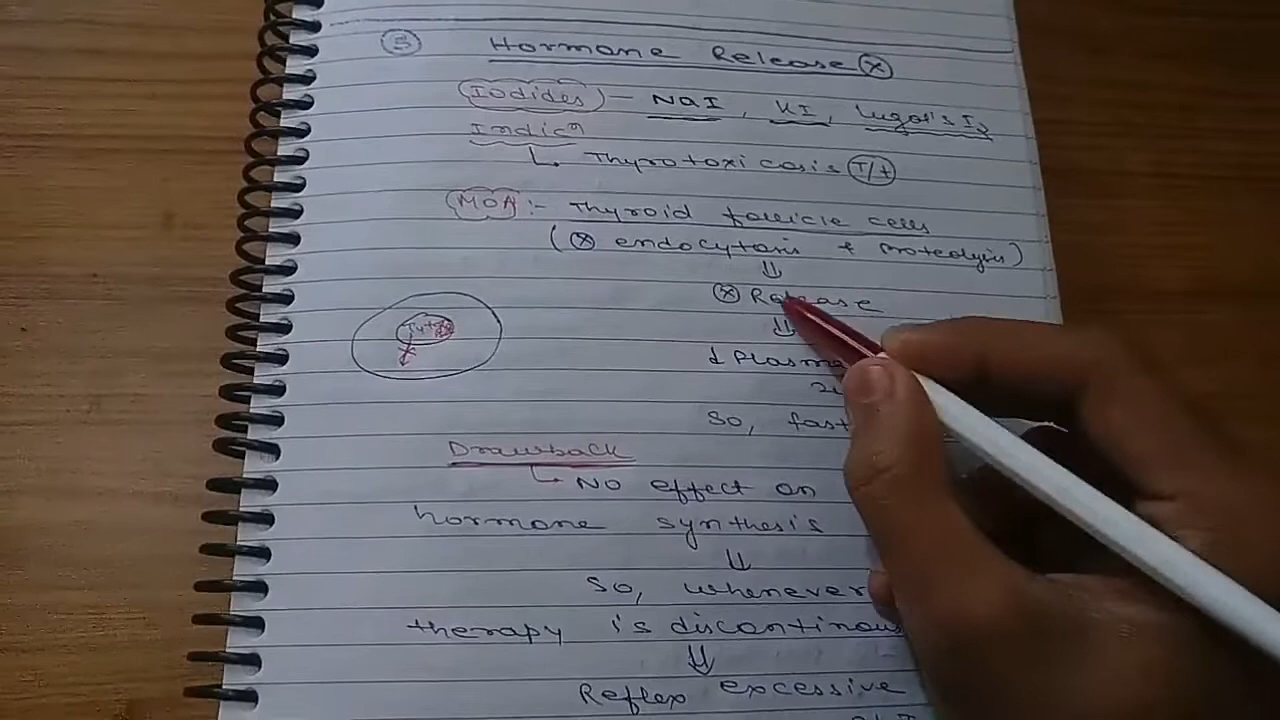 ③ Hormone Release ⓧ
Iodides - NaI, KI, Lugol's I₂
Indicⁿ
↳ Thyrotoxicosis T/t
MOA :- Thyroid follicle cells
(ⓧ endocytosis + Proteolysis)
⇓
ⓧ Release
⇓
↓ Plasma
So, fast
Drawback
↳ NO effect on
hormone synthesis
⇓
So, whenever
therapy is discontinous
⇓
Reflex excessive